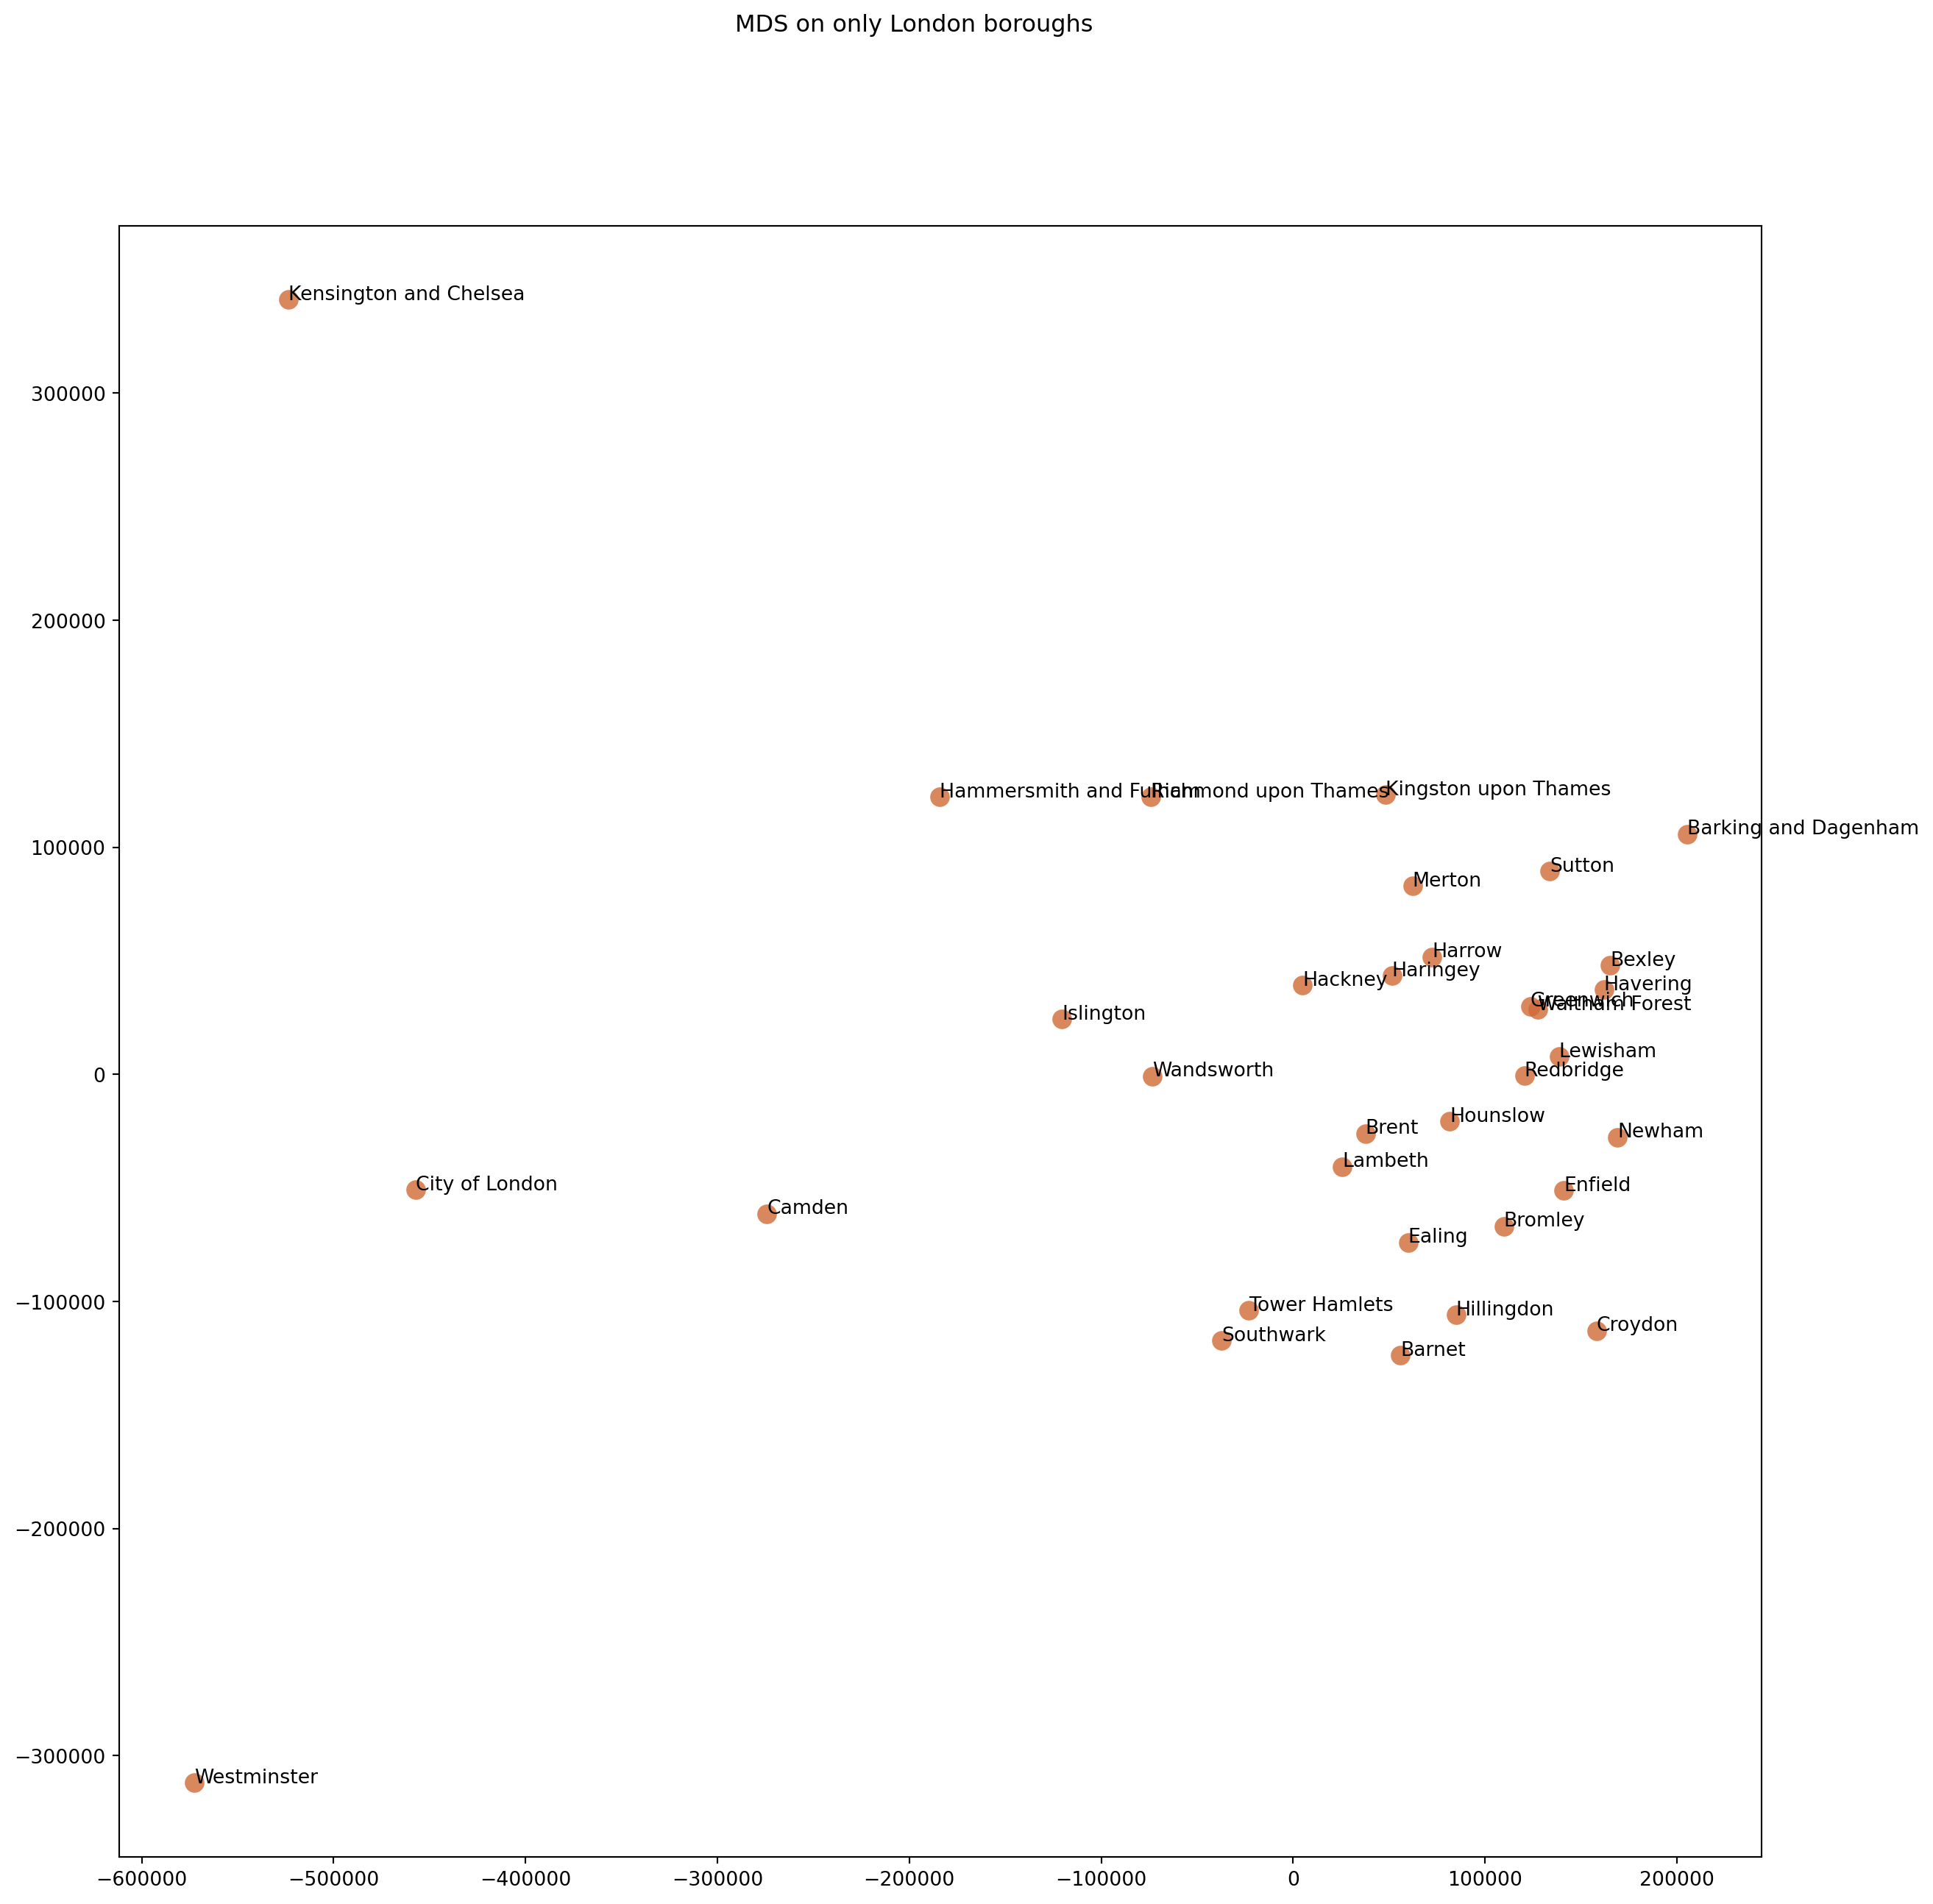 MDS on only London boroughs
Kensington and Chelsea
300000
200000
Hammersmith and Fulham
Richmond upon Thames
Kingston upon Thames
Barking and Dagenham
100000
Sutton
Merton
Harrow
Bexley
Haringey
Hackney
Havering
Greenwich
Waltham Forest
Islington
Lewisham
0
Wandsworth
Redbridge
Hounslow
Brent
Newham
Lambeth
City of London
Enfield
Camden
Bromley
Ealing
−100000
Tower Hamlets
Hillingdon
Croydon
Southwark
Barnet
−200000
−300000
Westminster
−600000 −500000 −400000 −300000 −200000 −100000 0 100000 200000